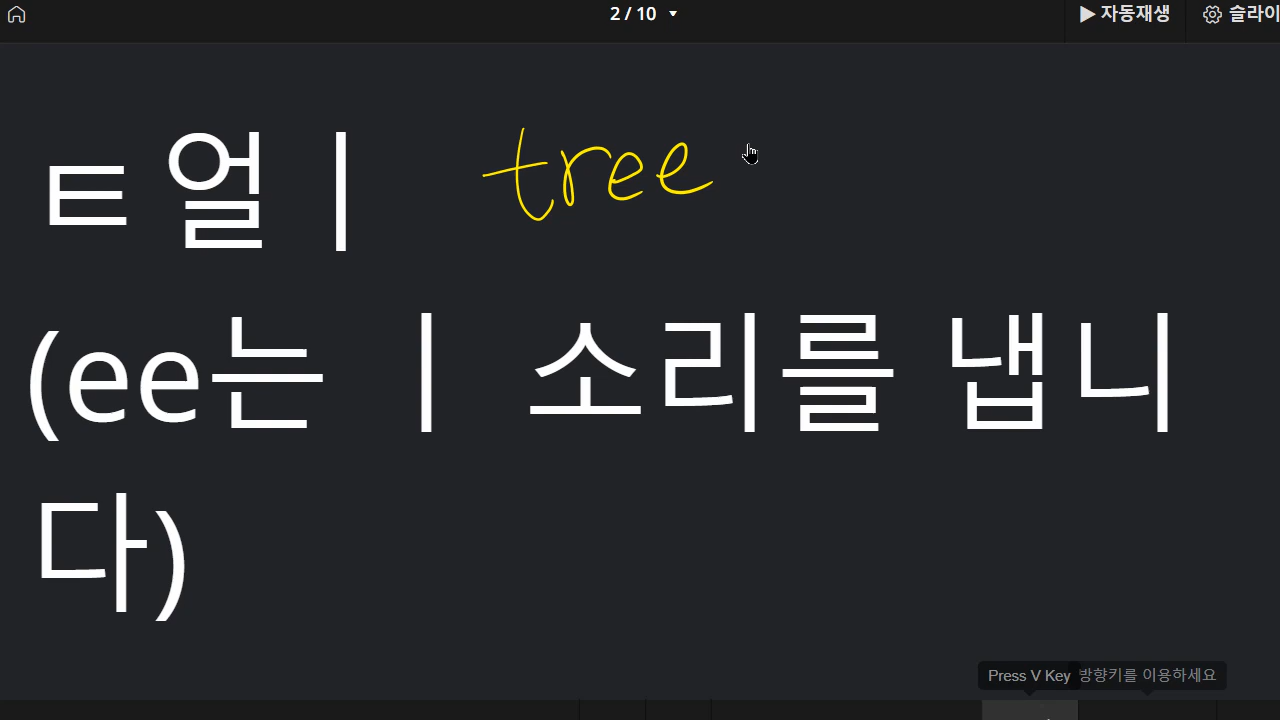 2 / 10
자동재생
슬라이
ㅌ얼ㅣ tree
(ee는 ㅣ 소리를 냅니
다)
Press V Key
방향키를 이용하세요